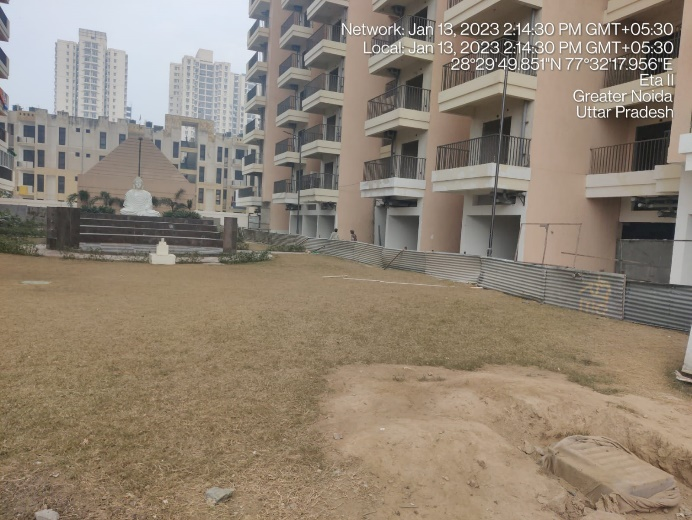 Network: Jan 13, 2023 2:14:30 PM GMT+05:30
Local: Jan 13, 2023 2:14:30 PM GMT+05:30
28°29'49.851"N 77°32'17.956"E
Eta II
Greater Noida
Uttar Pradesh